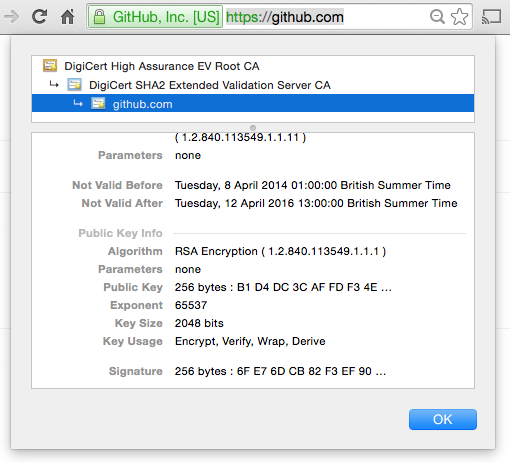 GitHub, Inc. [US] https://github.com
DigiCert High Assurance EV Root CA
DigiCert SHA2 Extended Validation Server CA
github.com
( 1.2.840.113549.1.1.11 )
Parameters none
Not Valid Before Tuesday, 8 April 2014 01:00:00 British Summer Time
Not Valid After Tuesday, 12 April 2016 13:00:00 British Summer Time
Public Key Info
Algorithm RSA Encryption ( 1.2.840.113549.1.1.1 )
Parameters none
Public Key 256 bytes : B1 D4 DC 3C AF FD F3 4E ...
Exponent 65537
Key Size 2048 bits
Key Usage Encrypt, Verify, Wrap, Derive
Signature 256 bytes : 6F E7 6D CB 82 F3 EF 90 ...
OK